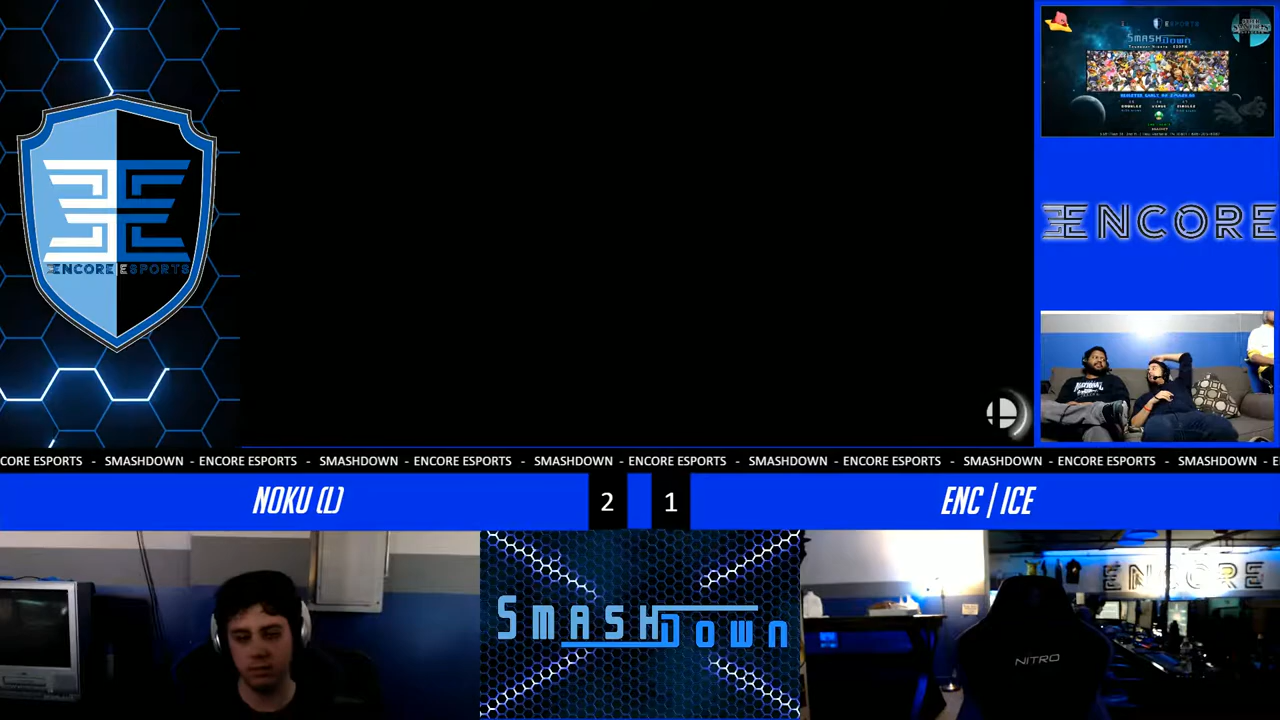 ENCORE ESPORTS
SMASHDOWN
ENCORE
CORE ESPORTS - SMASHDOWN - ENCORE ESPORTS - SMASHDOWN - ENCORE ESPORTS - SMASHDOWN - ENCORE ESPORTS - SMASHDOWN - ENCORE ESPORTS - SMASHDOWN - ENCORE ESPORTS - SMASHDOWN - E
NOKU (L) 2 1 ENC | ICE
SMASHDOWN
ENCORE
NITRO